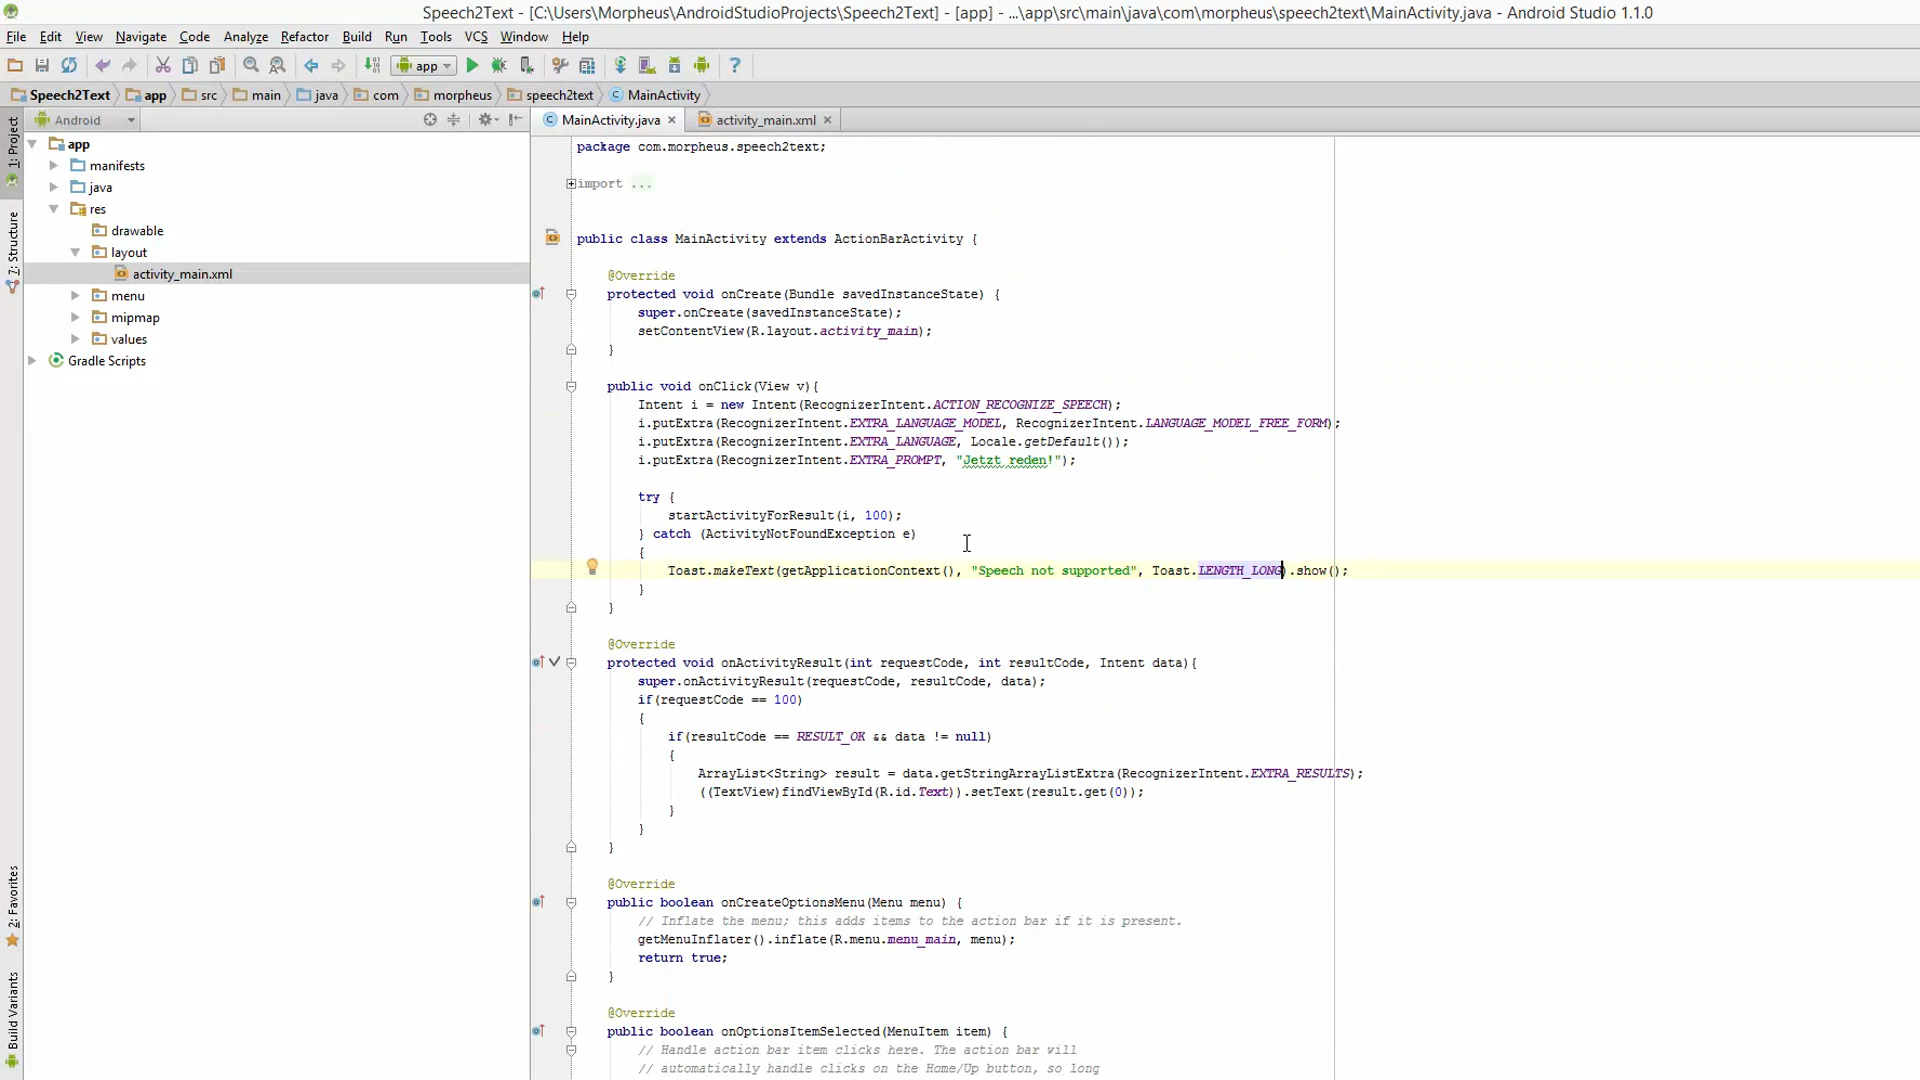 Speech2Text - [C:\Users\Morpheus\AndroidStudioProjects\Speech2Text] - [app] - ...\app\src\main\java\com\morpheus\speech2text\MainActivity.java - Android Studio 1.1.0
File Edit View Navigate Code Analyze Refactor Build Run Tools VCS Window Help
app
Speech2Text app src main java com morpheus speech2text MainActivity
Android
MainActivity.java activity_main.xml
1: Project
7: Structure
2: Favorites
Build Variants
app
manifests
java
res
drawable
layout
activity_main.xml
menu
mipmap
values
Gradle Scripts
package com.morpheus.speech2text;
import ...
public class MainActivity extends ActionBarActivity {
@Override
protected void onCreate(Bundle savedInstanceState) {
super.onCreate(savedInstanceState);
setContentView(R.layout.activity_main);
}
public void onClick(View v){
Intent i = new Intent(RecognizerIntent.ACTION_RECOGNIZE_SPEECH);
i.putExtra(RecognizerIntent.EXTRA_LANGUAGE_MODEL, RecognizerIntent.LANGUAGE_MODEL_FREE_FORM);
i.putExtra(RecognizerIntent.EXTRA_LANGUAGE, Locale.getDefault());
i.putExtra(RecognizerIntent.EXTRA_PROMPT, "Jetzt reden!");
try {
startActivityForResult(i, 100);
} catch (ActivityNotFoundException e)
{
Toast.makeText(getApplicationContext(), "Speech not supported", Toast.LENGTH_LONG).show();
}
}
@Override
protected void onActivityResult(int requestCode, int resultCode, Intent data){
super.onActivityResult(requestCode, resultCode, data);
if(requestCode == 100)
{
if(resultCode == RESULT_OK && data != null)
{
ArrayList<String> result = data.getStringArrayListExtra(RecognizerIntent.EXTRA_RESULTS);
((TextView)findViewById(R.id.Text)).setText(result.get(0));
}
}
}
@Override
public boolean onCreateOptionsMenu(Menu menu) {
// Inflate the menu; this adds items to the action bar if it is present.
getMenuInflater().inflate(R.menu.menu_main, menu);
return true;
}
@Override
public boolean onOptionsItemSelected(MenuItem item) {
// Handle action bar item clicks here. The action bar will
// automatically handle clicks on the Home/Up button, so long